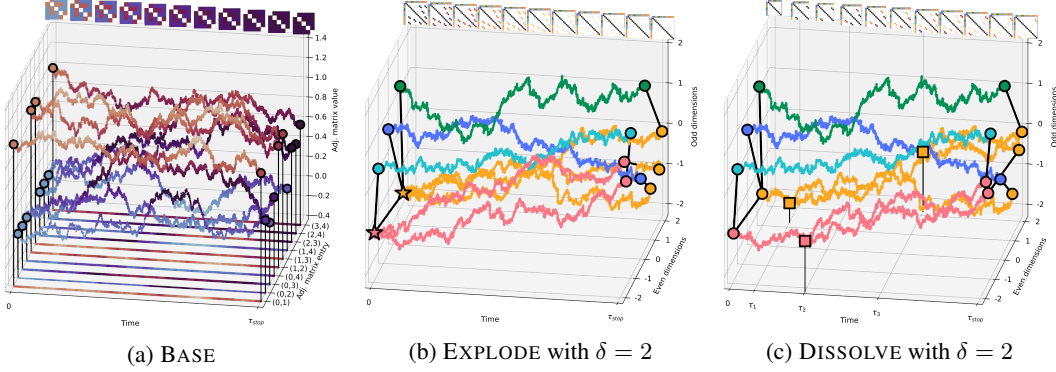 1.4
1.2
1.0
0.8
0.6
0.4
0.2
0.0
0.2
0.4
Adj. matrix value
(3,4)
(2,4)
(2,3)
(1,3)
(1,2)
(0,4)
(0,3)
(0,2)
(0,1)
Adj. matrix entry
0
Time
τstop
(a) BASE
2
1
0
-1
-2
Odd dimensions
2
1
0
-1
-2
Even dimensions
0
Time
τstop
(b) EXPLODE with δ = 2
2
1
0
-1
-2
Odd dimensions
2
1
0
-1
-2
Even dimensions
0
τ1
τ2
Time
τ3
τstop
(c) DISSOLVE with δ = 2